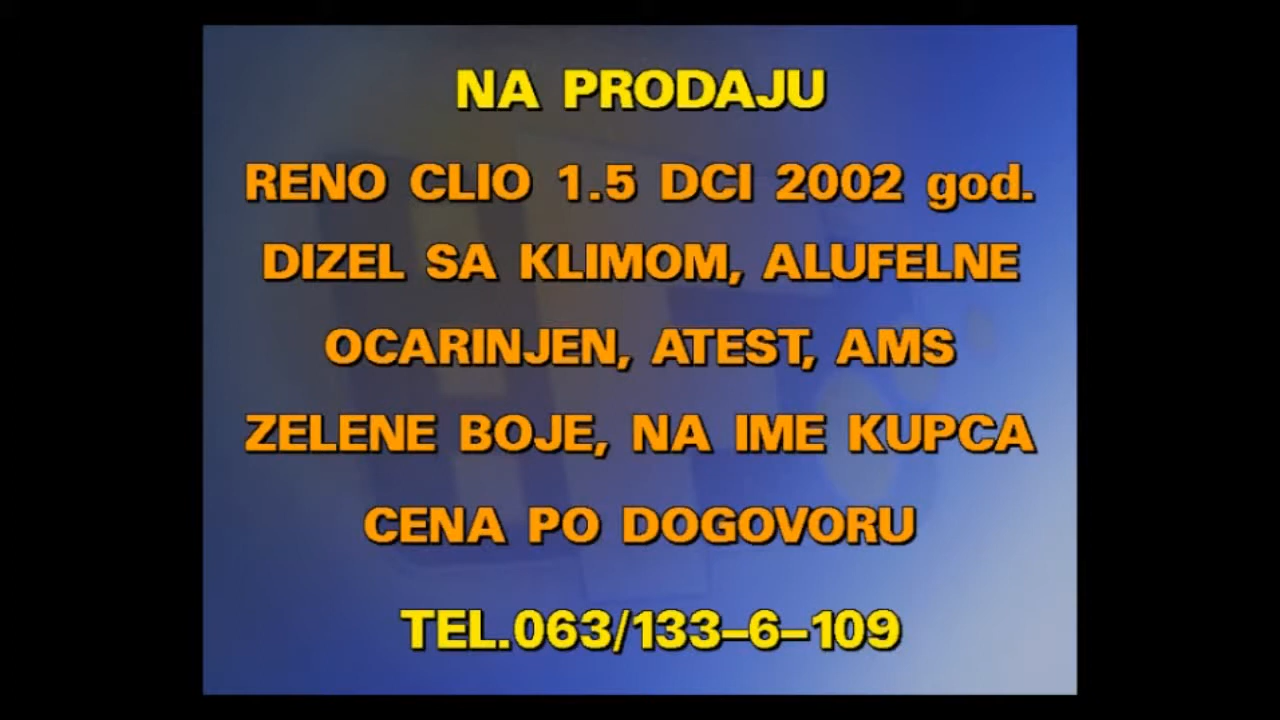 NA PRODAJU
RENO CLIO 1.5 DCI 2002 god.
DIZEL SA KLIMOM, ALUFELNE
OCARINJEN, ATEST, AMS
ZELENE BOJE, NA IME KUPCA
CENA PO DOGOVORU
TEL.063/133–6–109